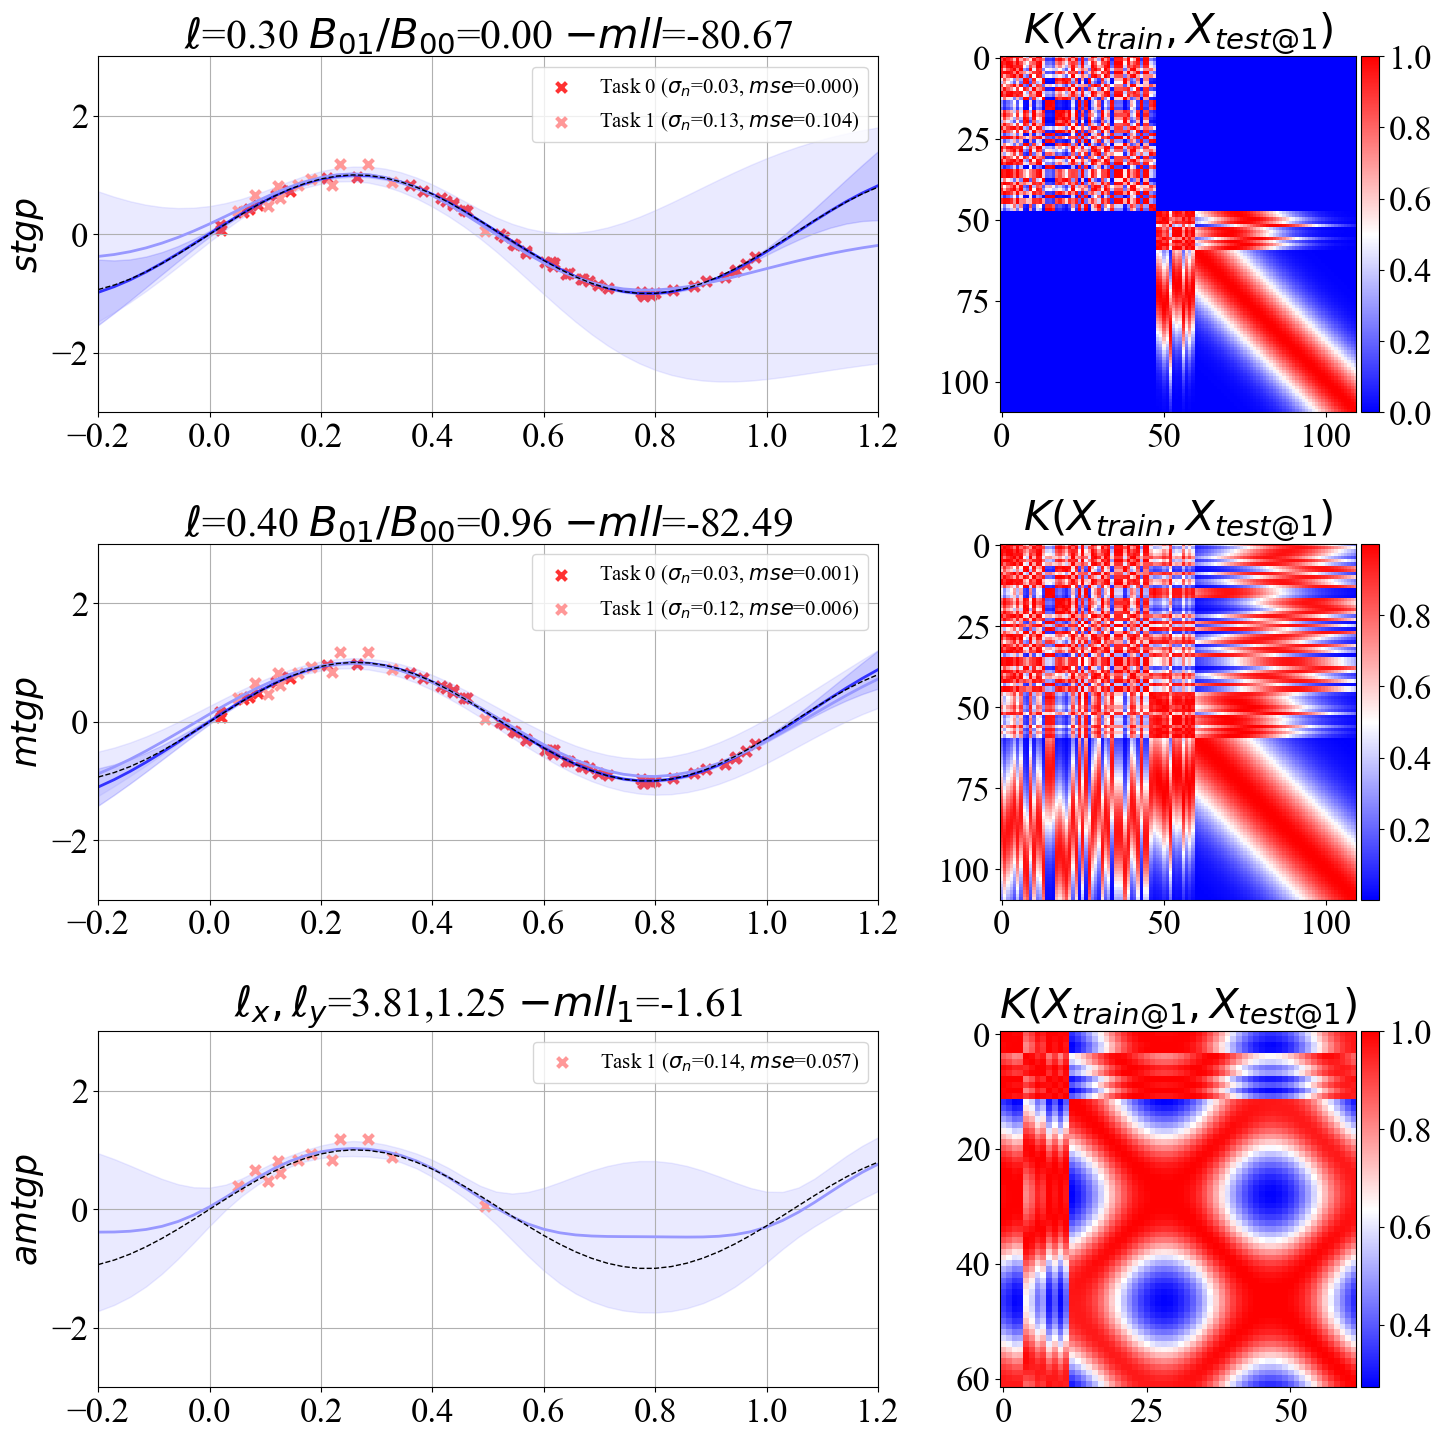 ℓ=0.30 B₀₁/B₀₀=0.00 −mll=-80.67
K(X_train, X_test@1)
Task 0 (σₙ=0.03, mse=0.000)
Task 1 (σₙ=0.13, mse=0.104)
stgp
2
0
−2
−0.2 0.0 0.2 0.4 0.6 0.8 1.0 1.2
0
25
50
75
100
0 50 100
1.0
0.8
0.6
0.4
0.2
0.0
ℓ=0.40 B₀₁/B₀₀=0.96 −mll=-82.49
K(X_train, X_test@1)
Task 0 (σₙ=0.03, mse=0.001)
Task 1 (σₙ=0.12, mse=0.006)
mtgp
2
0
−2
−0.2 0.0 0.2 0.4 0.6 0.8 1.0 1.2
0
25
50
75
100
0 50 100
0.8
0.6
0.4
0.2
ℓₓ, ℓ_y=3.81,1.25 −mll₁=-1.61
K(X_train@1, X_test@1)
Task 1 (σₙ=0.14, mse=0.057)
amtgp
2
0
−2
−0.2 0.0 0.2 0.4 0.6 0.8 1.0 1.2
0
20
40
60
0 25 50
1.0
0.8
0.6
0.4